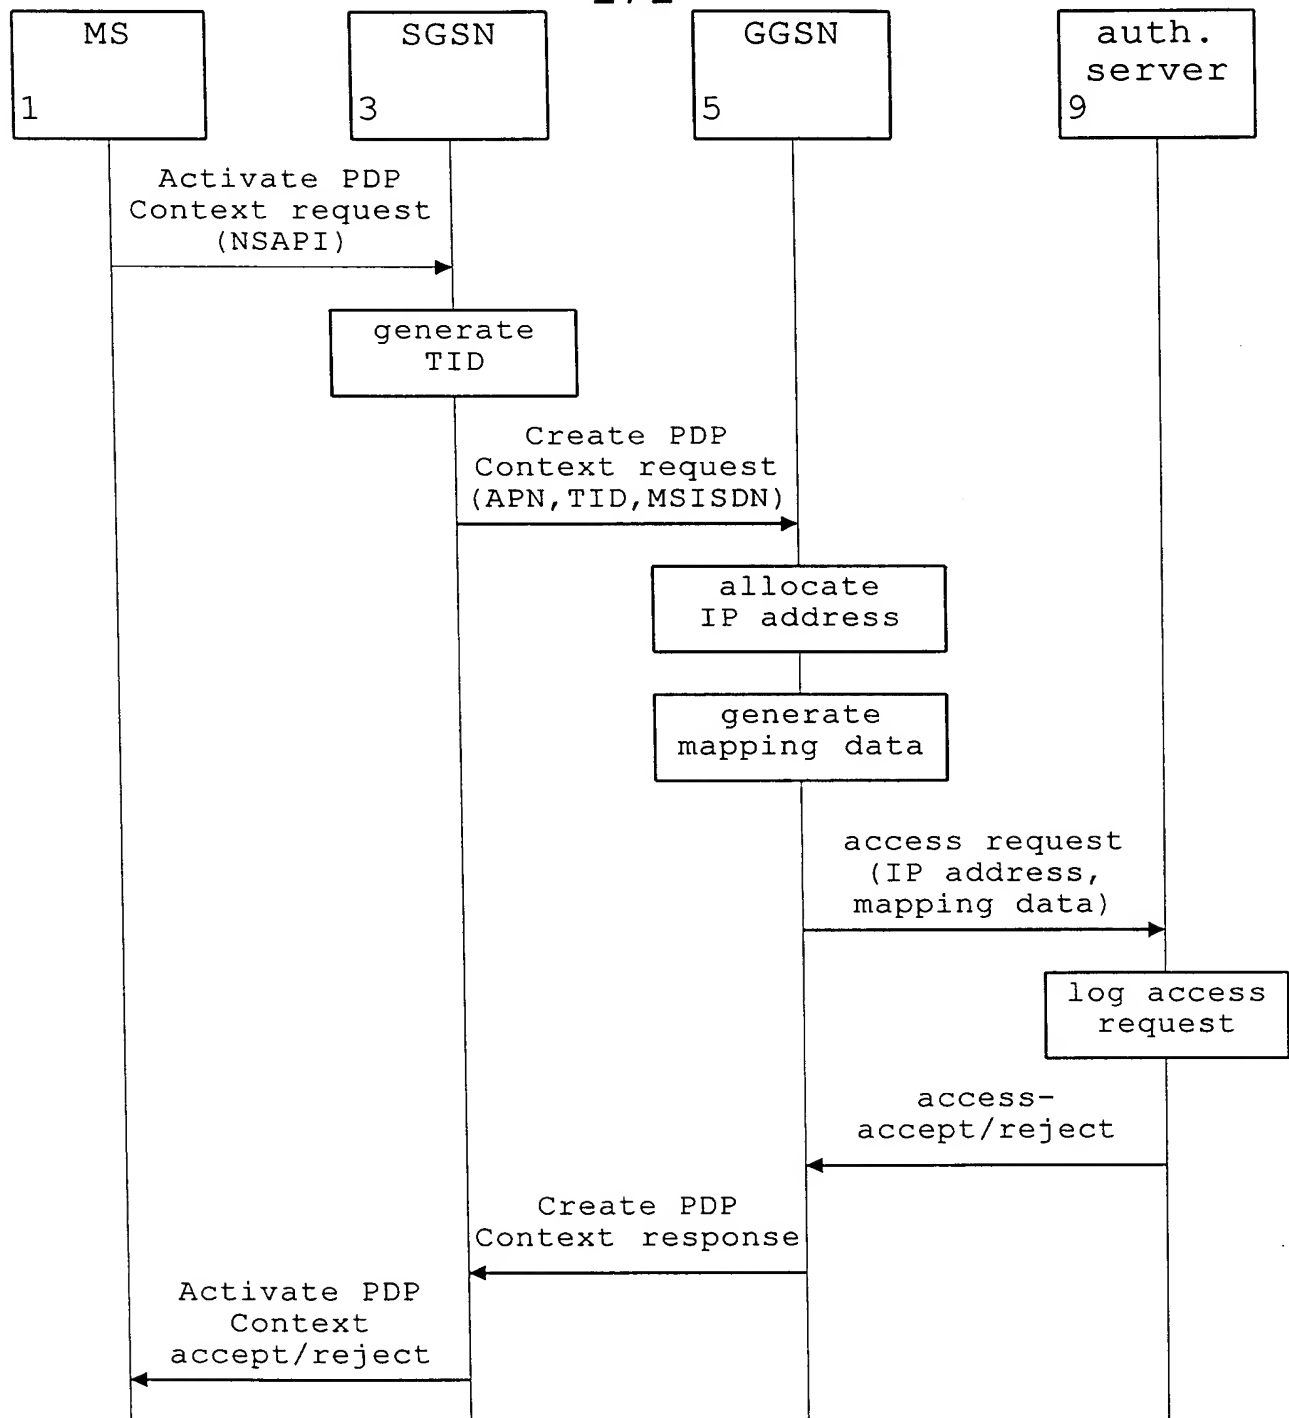 MS
1
SGSN
3
GGSN
5
auth.
server
9
Activate PDP
Context request
(NSAPI)
generate
TID
Create PDP
Context request
(APN,TID,MSISDN)
allocate
IP address
generate
mapping data
access request
(IP address,
mapping data)
log access
request
access-
accept/reject
Create PDP
Context response
Activate PDP
Context
accept/reject